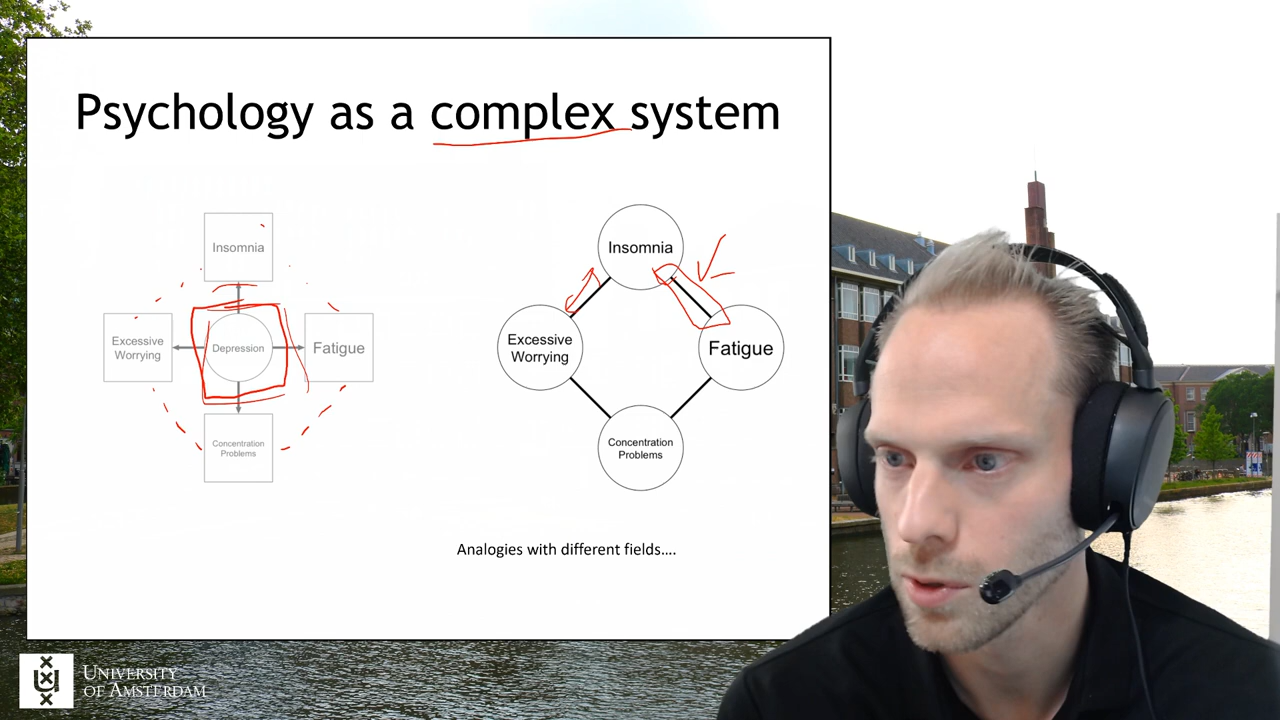 Psychology as a complex system
Insomnia
Excessive
Worrying
Depression
Fatigue
Concentration
Problems
Insomnia
Excessive
Worrying
Fatigue
Concentration
Problems
Analogies with different fields....
UNIVERSITY
OF AMSTERDAM